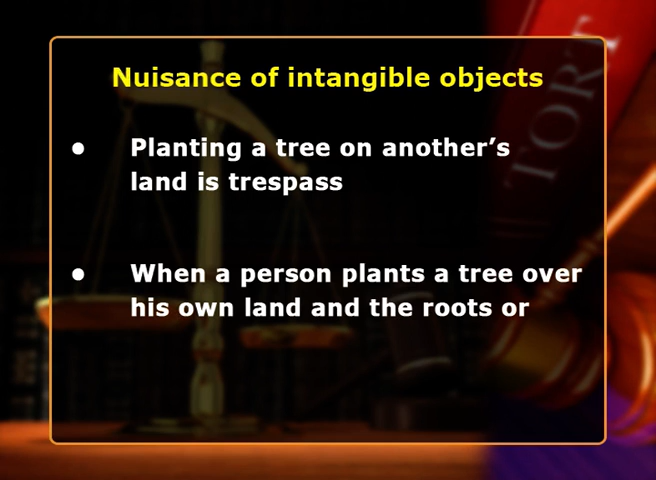 Nuisance of intangible objects
• Planting a tree on another's
land is trespass
• When a person plants a tree over
his own land and the roots or
TORT